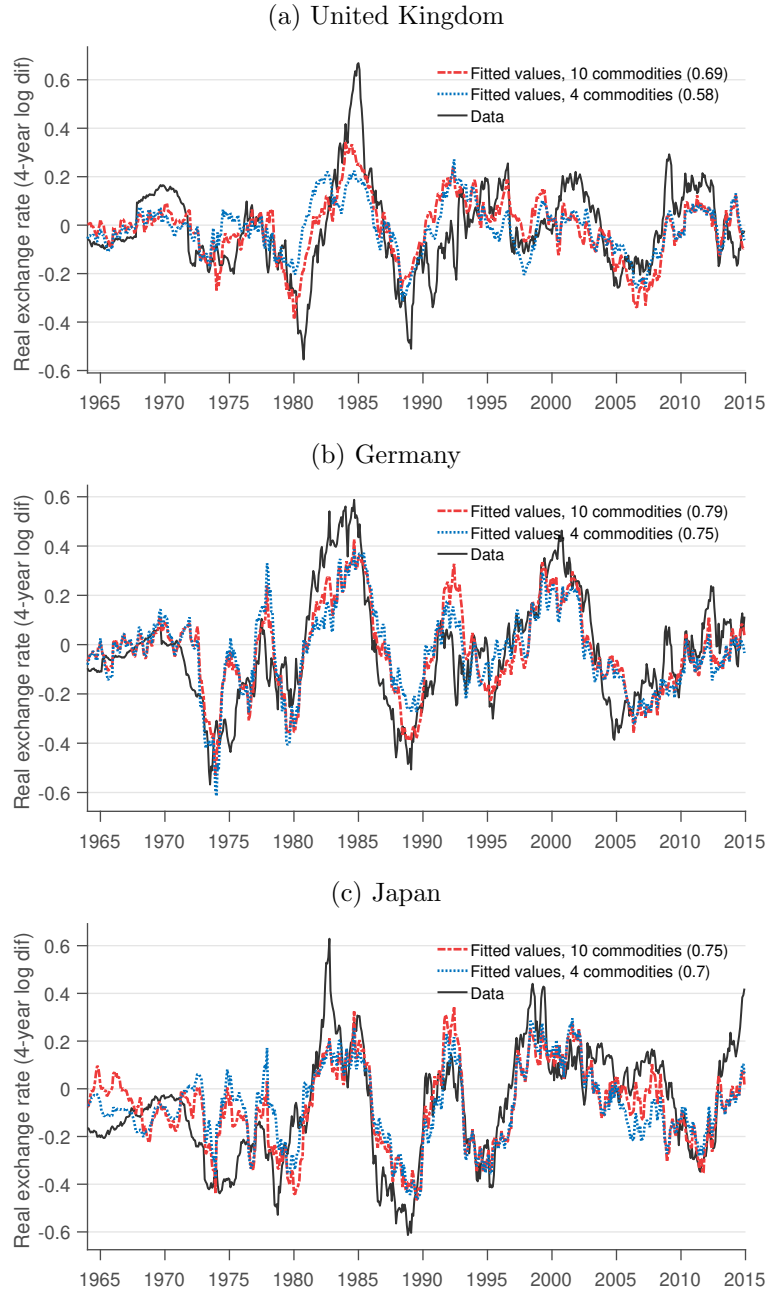 (a) United Kingdom
Real exchange rate (4-year log dif)
0.6
0.4
0.2
0
-0.2
-0.4
-0.6
Fitted values, 10 commodities (0.69)
Fitted values, 4 commodities (0.58)
Data
1965 1970 1975 1980 1985 1990 1995 2000 2005 2010 2015
(b) Germany
Real exchange rate (4-year log dif)
0.6
0.4
0.2
0
-0.2
-0.4
-0.6
Fitted values, 10 commodities (0.79)
Fitted values, 4 commodities (0.75)
Data
1965 1970 1975 1980 1985 1990 1995 2000 2005 2010 2015
(c) Japan
Real exchange rate (4-year log dif)
0.6
0.4
0.2
0
-0.2
-0.4
-0.6
Fitted values, 10 commodities (0.75)
Fitted values, 4 commodities (0.7)
Data
1965 1970 1975 1980 1985 1990 1995 2000 2005 2010 2015